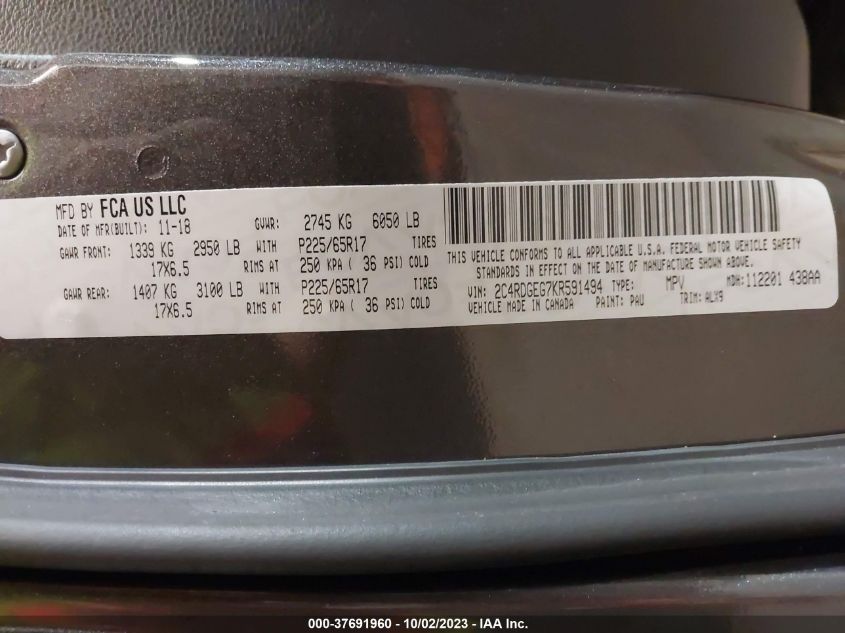 MFD BY FCA US LLC
DATE OF MFR(BUILT): 11-18 GVWR: 2745 KG 6050 LB
GAWR FRONT: 1339 KG 2950 LB WITH P225/65R17 TIRES
17X6.5 RIMS AT 250 KPA ( 36 PSI) COLD
GAWR REAR: 1407 KG 3100 LB WITH P225/65R17 TIRES
17X6.5 RIMS AT 250 KPA ( 36 PSI) COLD
THIS VEHICLE CONFORMS TO ALL APPLICABLE U.S.A. FEDERAL MOTOR VEHICLE SAFETY
STANDARDS IN EFFECT ON THE DATE OF MANUFACTURE SHOWN ABOVE.
VIN: 2C4RDGEG7KR591494 TYPE: MPV MDH: 112201 438AA
VEHICLE MADE IN CANADA PAINT: PAU TRIM: ALX9
000-37691960 - 10/02/2023 - IAA Inc.